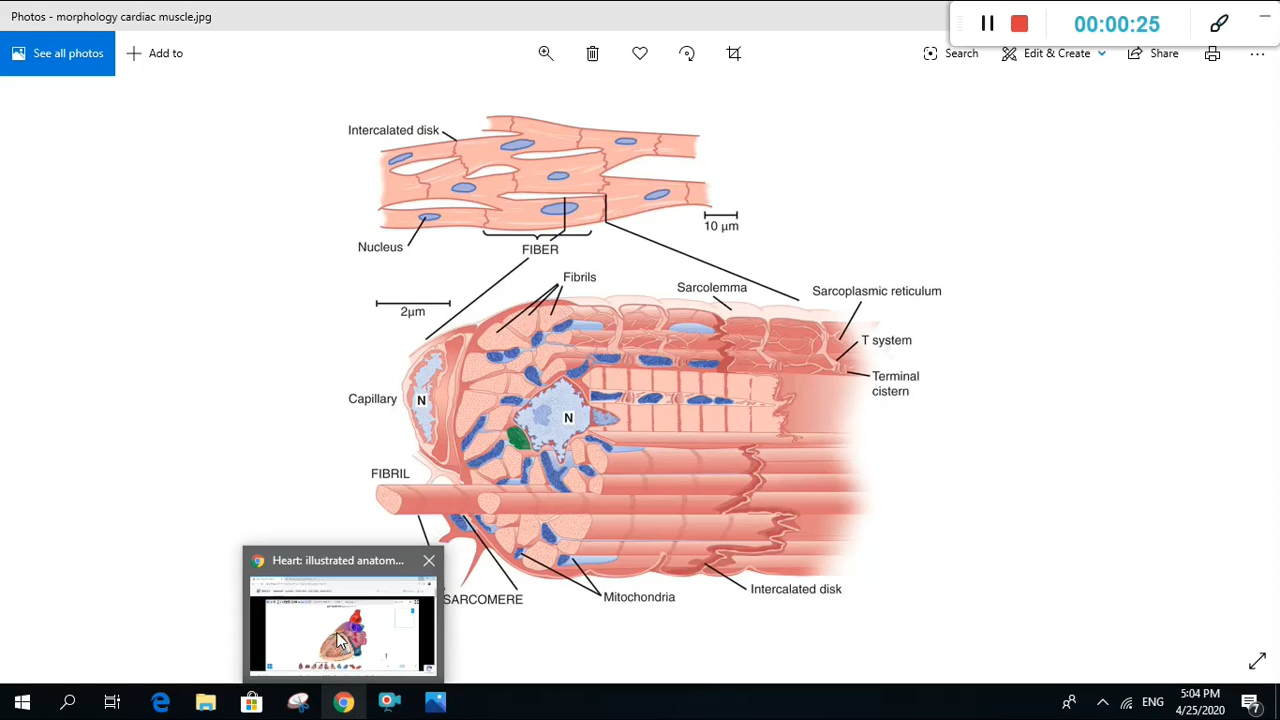 Photos - morphology cardiac muscle.jpg
00:00:25
See all photos
Add to
Search
Edit & Create
Share
Intercalated disk
10 µm
Nucleus
FIBER
Fibrils
Sarcolemma
Sarcoplasmic reticulum
2µm
T system
Terminal
cistern
Capillary
N
N
FIBRIL
Heart: illustrated anatom...
Intercalated disk
SARCOMERE
Mitochondria
ENG
5:04 PM
4/25/2020
7